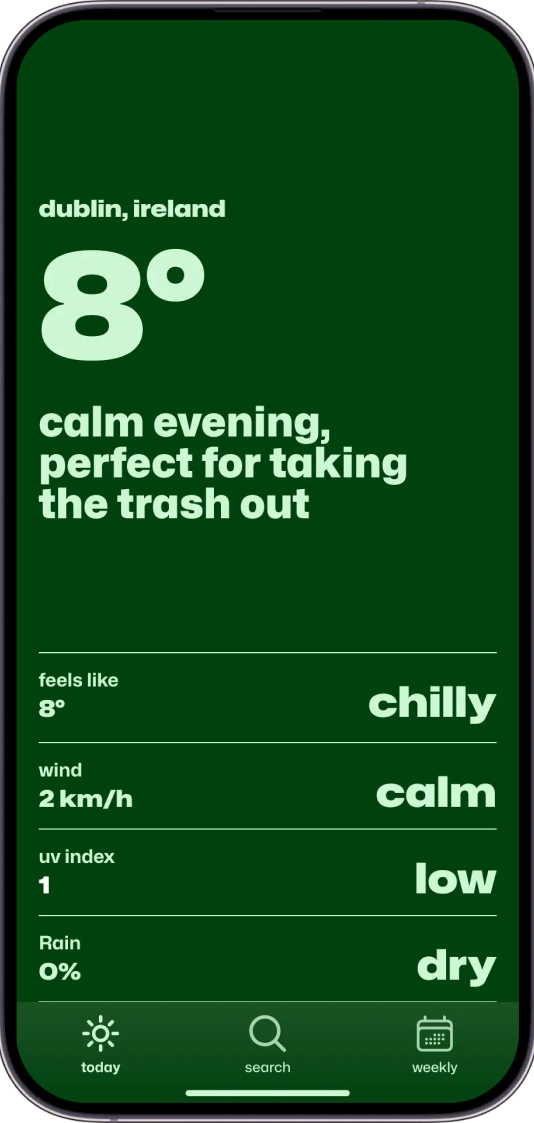 dublin, ireland
8°
calm evening,
perfect for taking
the trash out
feels like
8°
chilly
wind
2 km/h
calm
uv index
1
low
Rain
0%
dry
today
search
weekly